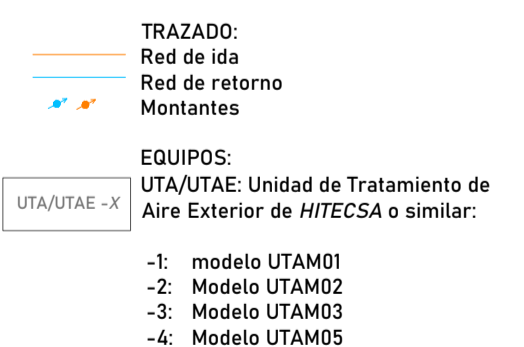 TRAZADO:
Red de ida
Red de retorno
Montantes
EQUIPOS:
UTA/UTAE -X
UTA/UTAE: Unidad de Tratamiento de
Aire Exterior de HITECSA o similar:
-1: modelo UTAM01
-2: Modelo UTAM02
-3: Modelo UTAM03
-4: Modelo UTAM05